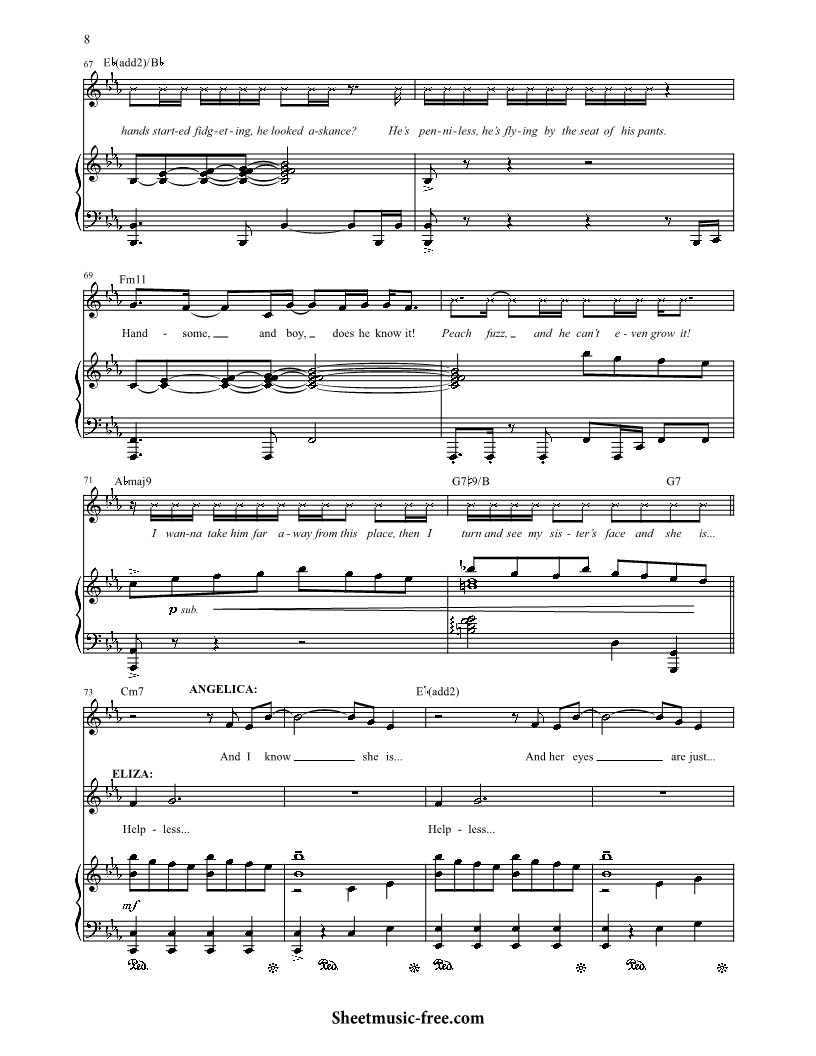 8
67 E♭(add2)/B♭
hands start-ed fidg-et-ing, he looked a-skance? He's pen-ni-less, he's fly-ing by the seat of his pants.
69 Fm11
Hand - some, and boy, does he know it! Peach fuzz, and he can't e - ven grow it!
71 A♭maj9 G7♯9/B G7
I wan-na take him far a-way from this place, then I turn and see my sis-ter's face and she is...
p sub.
73 Cm7 ANGELICA: E♭(add2)
And I know she is... And her eyes are just...
ELIZA:
Help - less... Help - less...
mf
Ped. Ped. Ped. Ped.
Sheetmusic-free.com